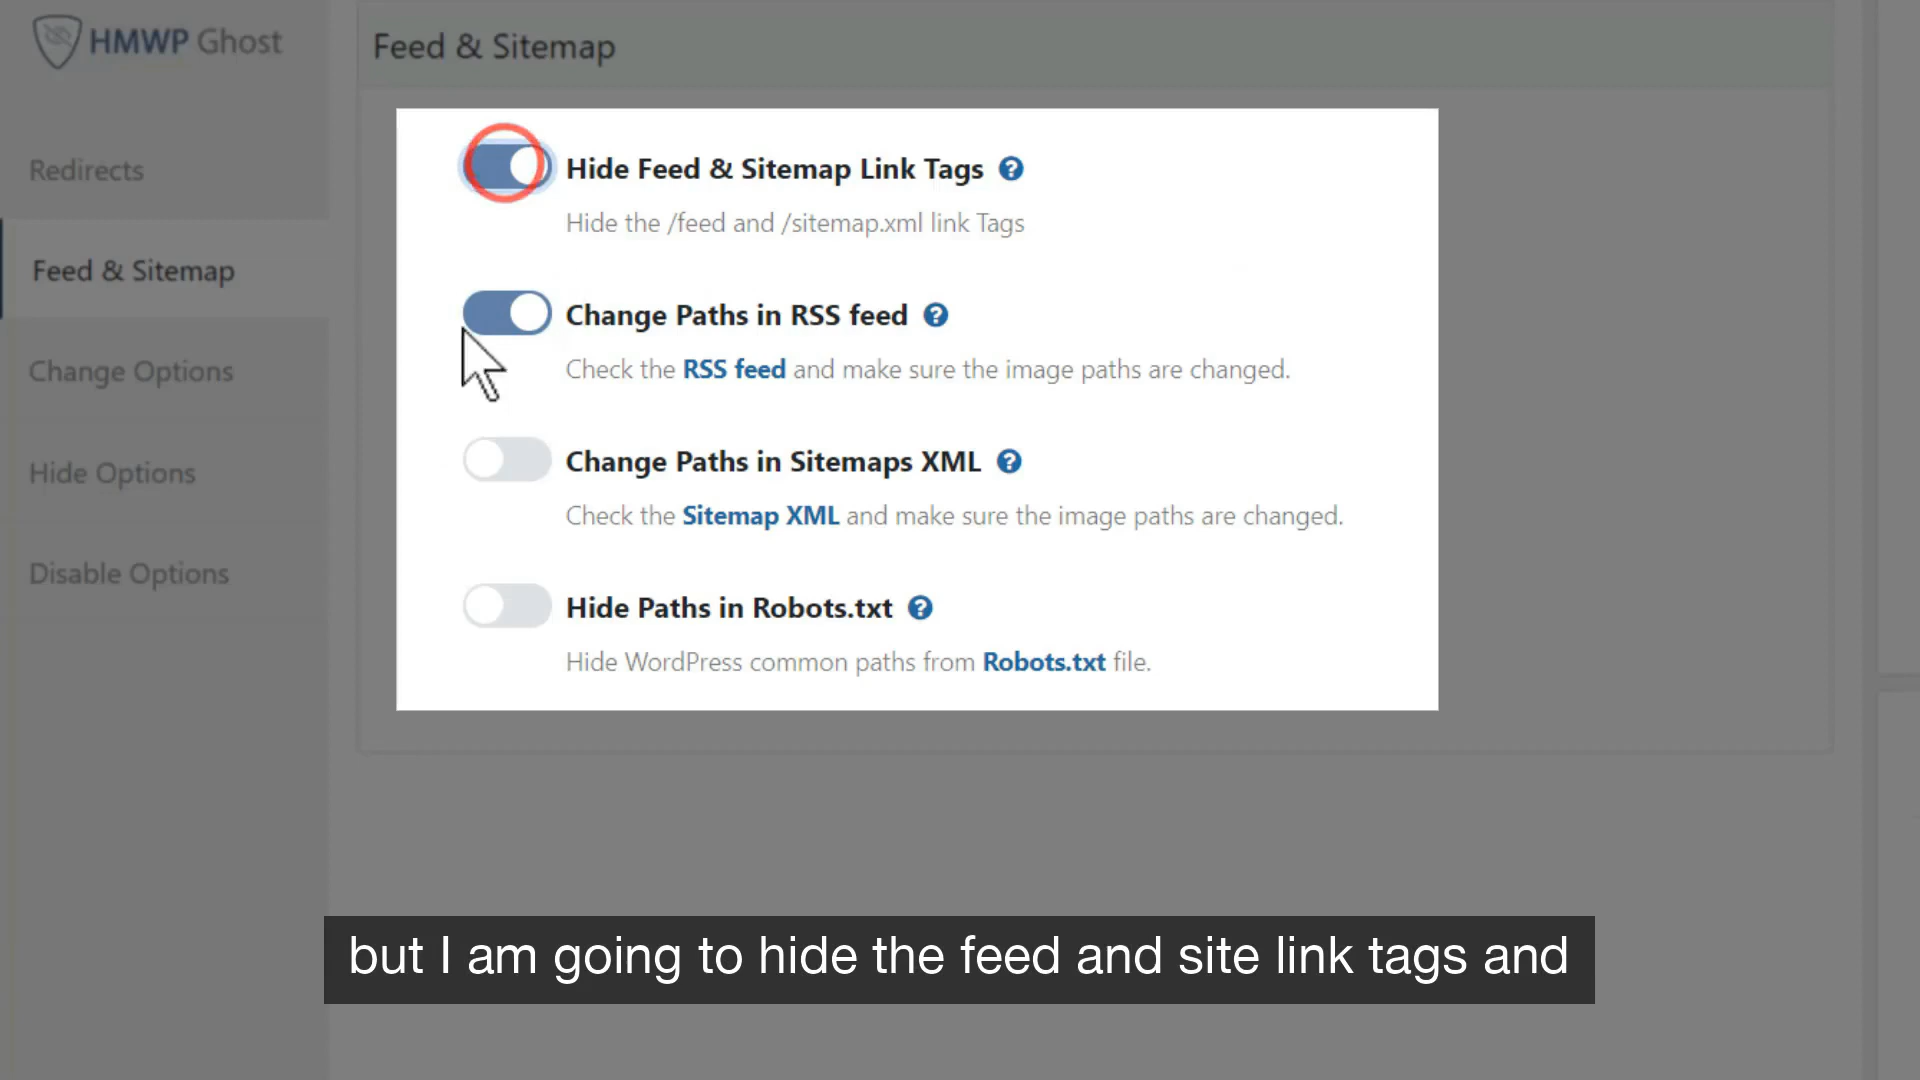 HMWP Ghost
Feed & Sitemap
Redirects
Feed & Sitemap
Change Options
Hide Options
Disable Options
Hide Feed & Sitemap Link Tags ?
Hide the /feed and /sitemap.xml link Tags
Change Paths in RSS feed ?
Check the RSS feed and make sure the image paths are changed.
Change Paths in Sitemaps XML ?
Check the Sitemap XML and make sure the image paths are changed.
Hide Paths in Robots.txt ?
Hide WordPress common paths from Robots.txt file.
but I am going to hide the feed and site link tags and